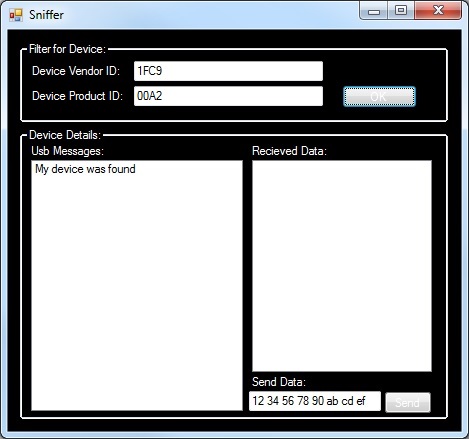 Sniffer
Filter for Device:
Device Vendor ID: 1FC9
Device Product ID: 00A2
OK
Device Details:
Usb Messages:
Recieved Data:
My device was found
Send Data:
12 34 56 78 90 ab cd ef
Send